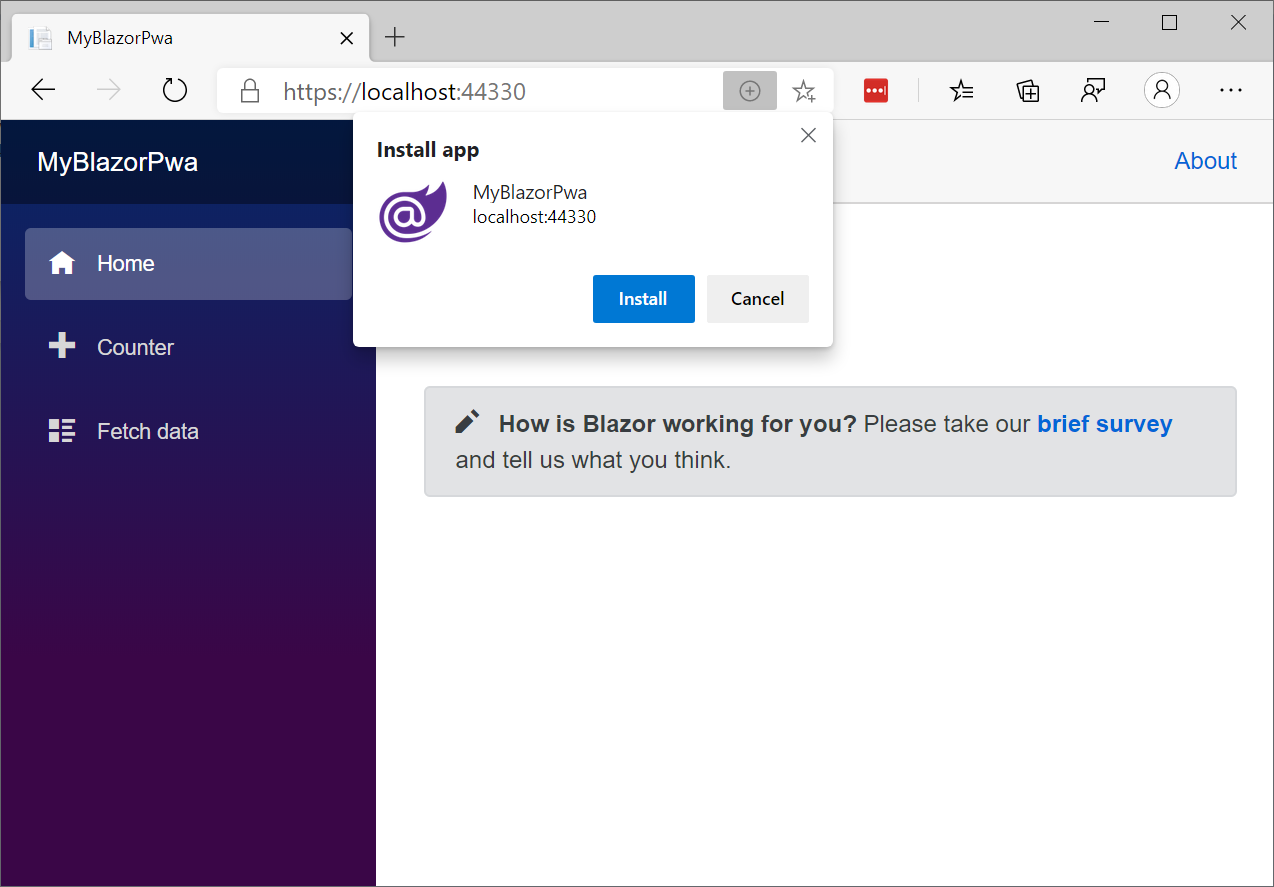 MyBlazorPwa
https://localhost:44330
MyBlazorPwa
About
Install app
MyBlazorPwa
localhost:44330
Install Cancel
Home
Counter
Fetch data
How is Blazor working for you? Please take our brief survey
and tell us what you think.